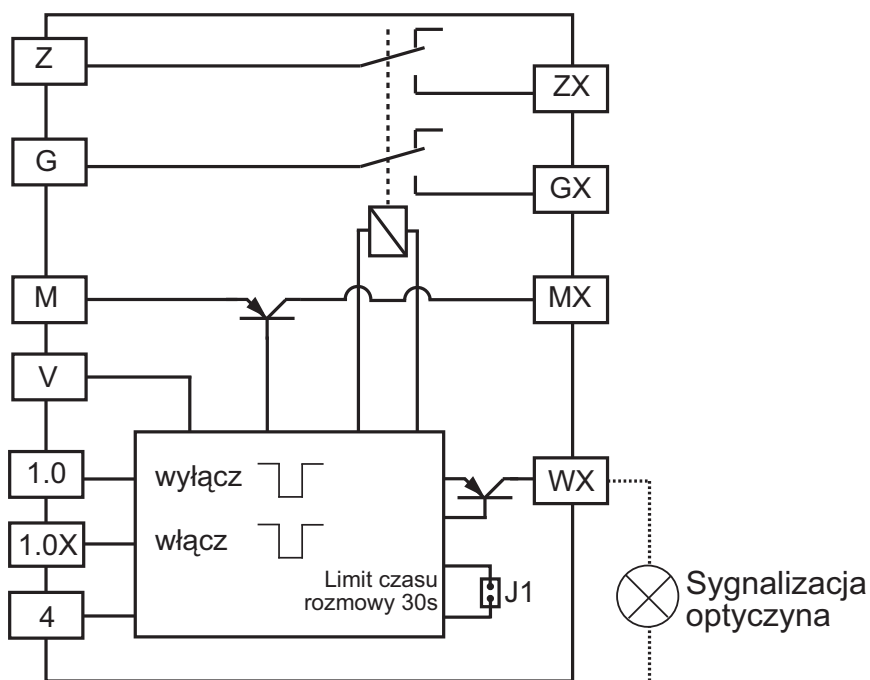 Z
ZX
G
GX
M
MX
V
1.0
wyłącz
WX
1.0X
włącz
Limit czasu
rozmowy 30s
J1
4
Sygnalizacja
optyczyna